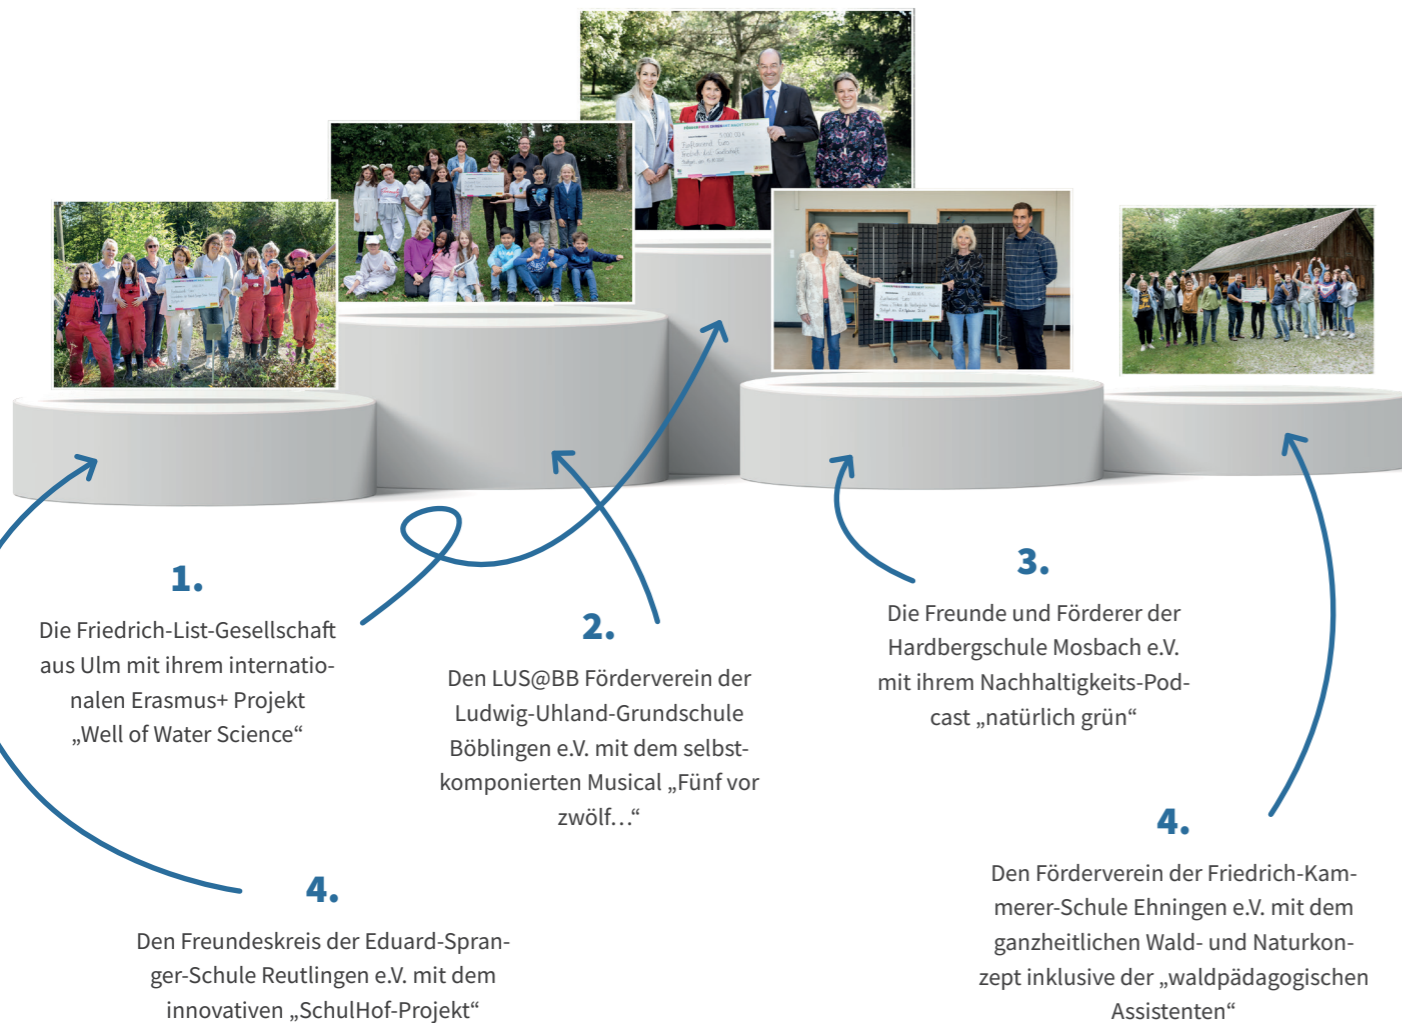 1.
Die Friedrich-List-Gesellschaft
aus Ulm mit ihrem internatio-
nalen Erasmus+ Projekt
„Well of Water Science“
2.
Den LUS@BB Förderverein der
Ludwig-Uhland-Grundschule
Böblingen e.V. mit dem selbst-
komponierten Musical „Fünf vor
zwölf…“
3.
Die Freunde und Förderer der
Hardbergschule Mosbach e.V.
mit ihrem Nachhaltigkeits-Pod-
cast „natürlich grün“
4.
Den Freundeskreis der Eduard-Spran-
ger-Schule Reutlingen e.V. mit dem
innovativen „SchulHof-Projekt“
4.
Den Förderverein der Friedrich-Kam-
merer-Schule Ehningen e.V. mit dem
ganzheitlichen Wald- und Naturkon-
zept inklusive der „waldpädagogischen
Assistenten“